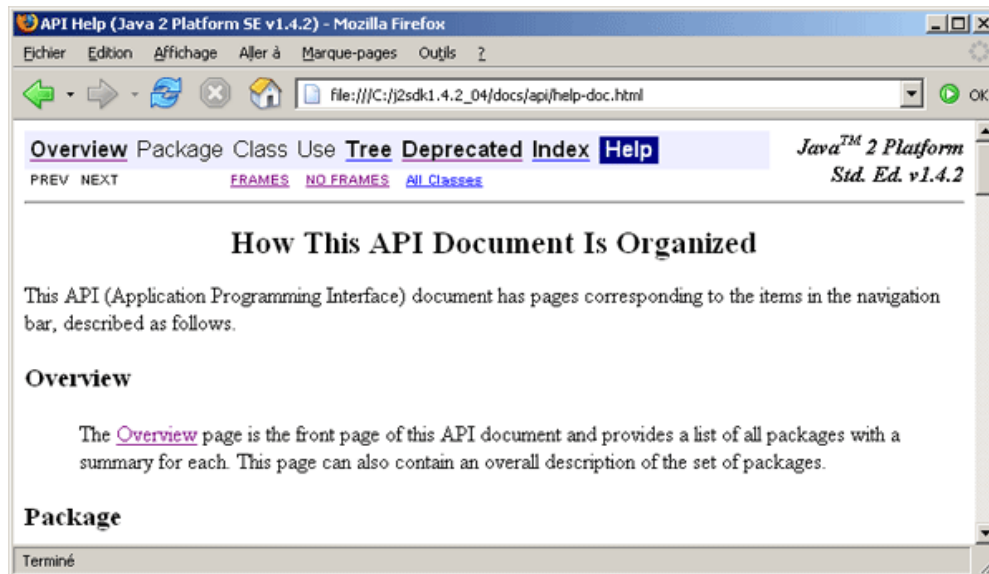 API Help (Java 2 Platform SE v1.4.2) - Mozilla Firefox
Fichier Edition Affichage Aller à Marque-pages Outils ?
file:///C:/j2sdk1.4.2_04/docs/api/help-doc.html OK
Overview Package Class Use Tree Deprecated Index Help
Java™ 2 Platform
PREV NEXT FRAMES NO FRAMES All Classes
Std. Ed. v1.4.2
How This API Document Is Organized
This API (Application Programming Interface) document has pages corresponding to the items in the navigation
bar, described as follows.
Overview
The Overview page is the front page of this API document and provides a list of all packages with a
summary for each. This page can also contain an overall description of the set of packages.
Package
Terminé